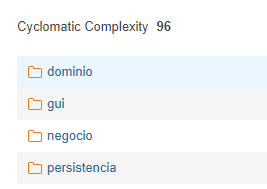 Cyclomatic Complexity 96
dominio
gui
negocio
persistencia